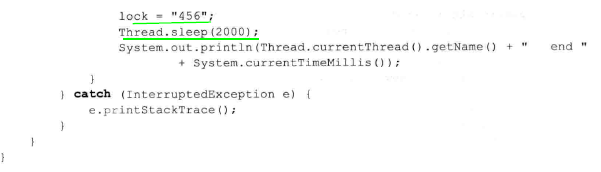 lock = "456";
Thread.sleep(2000);
System.out.println(Thread.currentThread().getName() + "   end "
+ System.currentTimeMillis());
}
} catch (InterruptedException e) {
e.printStackTrace();
}
}
}